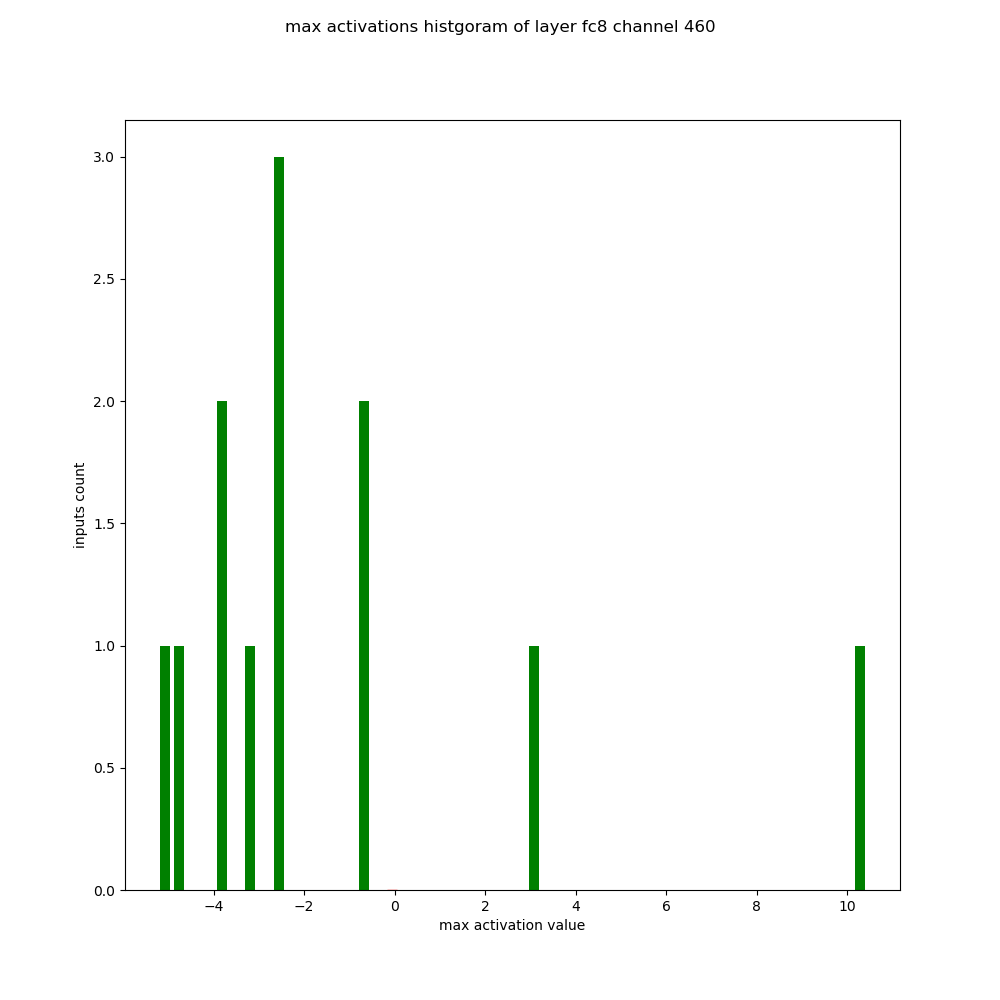 max activations histgoram of layer fc8 channel 460
3.0
2.5
2.0
1.5
1.0
0.5
0.0
inputs count
−4 −2 0 2 4 6 8 10
max activation value